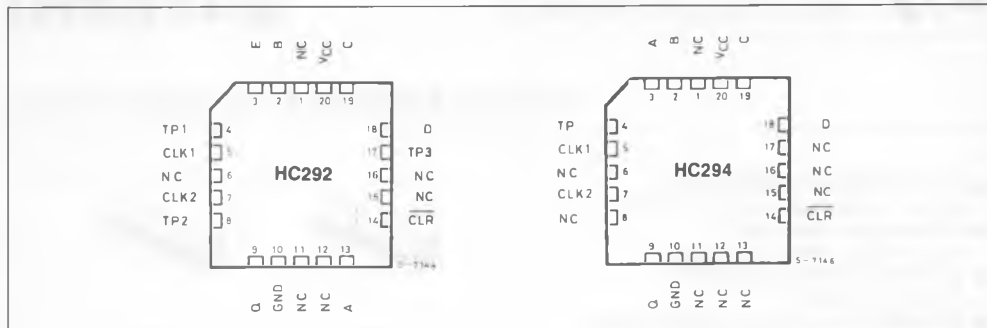 E B NC VCC C
3 2 1 20 19
TP1 4 18 D
CLK1 5 17 TP3
NC 6 HC292 16 NC
CLK2 7 15 NC
TP2 8 14 CLR
9 10 11 12 13
S-7146
Q GND NC NC A
A B NC VCC C
3 2 1 20 19
TP 4 18 D
CLK1 5 17 NC
NC 6 HC294 16 NC
CLK2 7 15 NC
NC 8 14 CLR
9 10 11 12 13
S-7146
Q GND NC NC NC